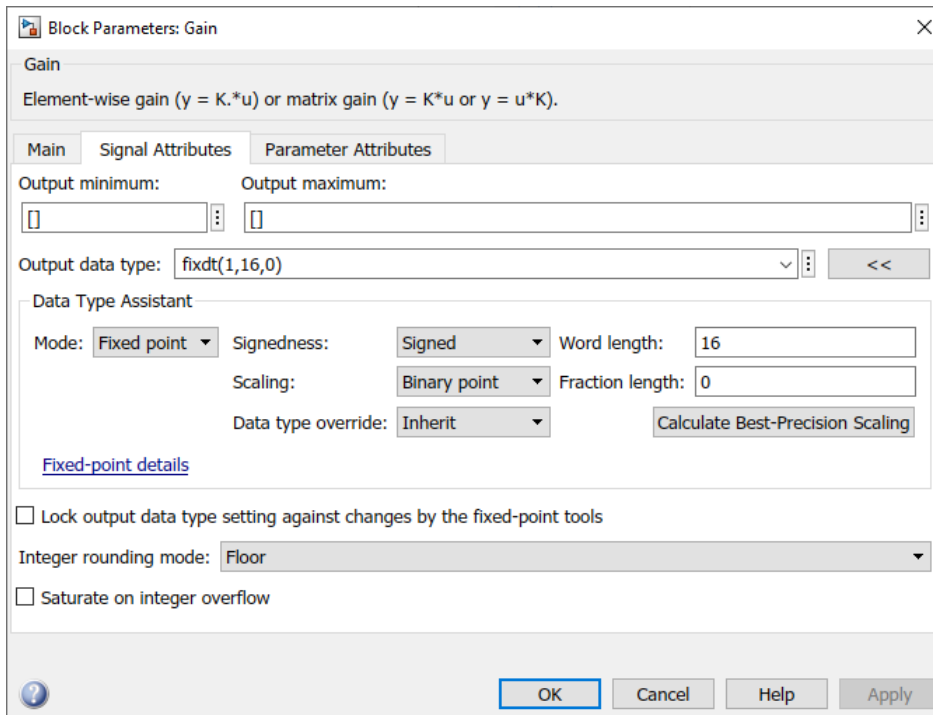 Block Parameters: Gain
Gain
Element-wise gain (y = K.*u) or matrix gain (y = K*u or y = u*K).
Main Signal Attributes Parameter Attributes
Output minimum: Output maximum:
[] []
Output data type: fixdt(1,16,0) <<
Data Type Assistant
Mode: Fixed point Signedness: Signed Word length: 16
Scaling: Binary point Fraction length: 0
Data type override: Inherit Calculate Best-Precision Scaling
Fixed-point details
Lock output data type setting against changes by the fixed-point tools
Integer rounding mode: Floor
Saturate on integer overflow
? OK Cancel Help Apply